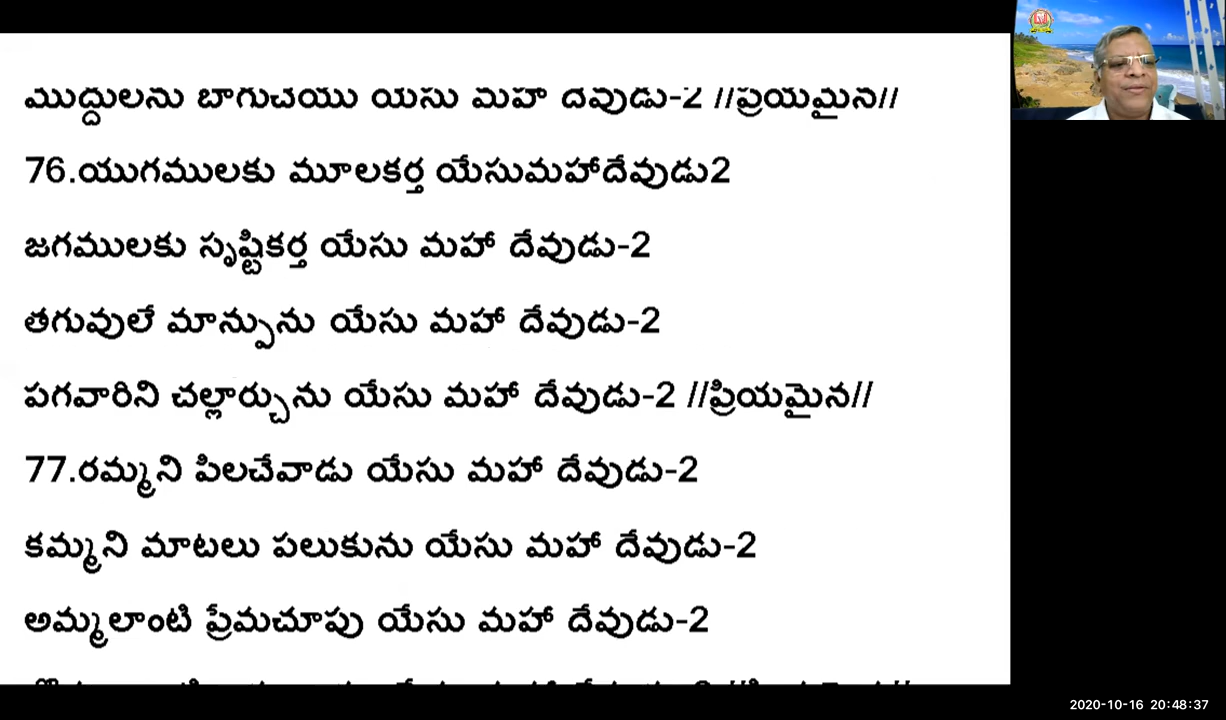 ముద్దులను బాగుచేయు యేసు మహా దేవుడు-2 //ప్రియమైన//
76.యుగములకు మూలకర్త యేసుమహాదేవుడు2
జగములకు సృష్టికర్త యేసు మహా దేవుడు-2
తగువులే మాన్పును యేసు మహా దేవుడు-2
పగవారిని చల్లార్చును యేసు మహా దేవుడు-2 //ప్రియమైన//
77.రమ్మని పిలచేవాడు యేసు మహా దేవుడు-2
కమ్మని మాటలు పలుకును యేసు మహా దేవుడు-2
అమ్మలాంటి ప్రేమచూపు యేసు మహా దేవుడు-2
2020-10-16 20:48:37